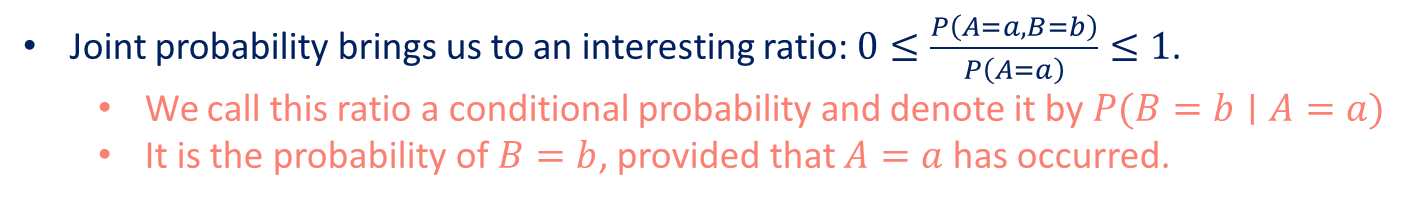 • Joint probability brings us to an interesting ratio: 0 ≤ P(A=a,B=b)/P(A=a) ≤ 1.
• We call this ratio a conditional probability and denote it by P(B = b | A = a)
• It is the probability of B = b, provided that A = a has occurred.